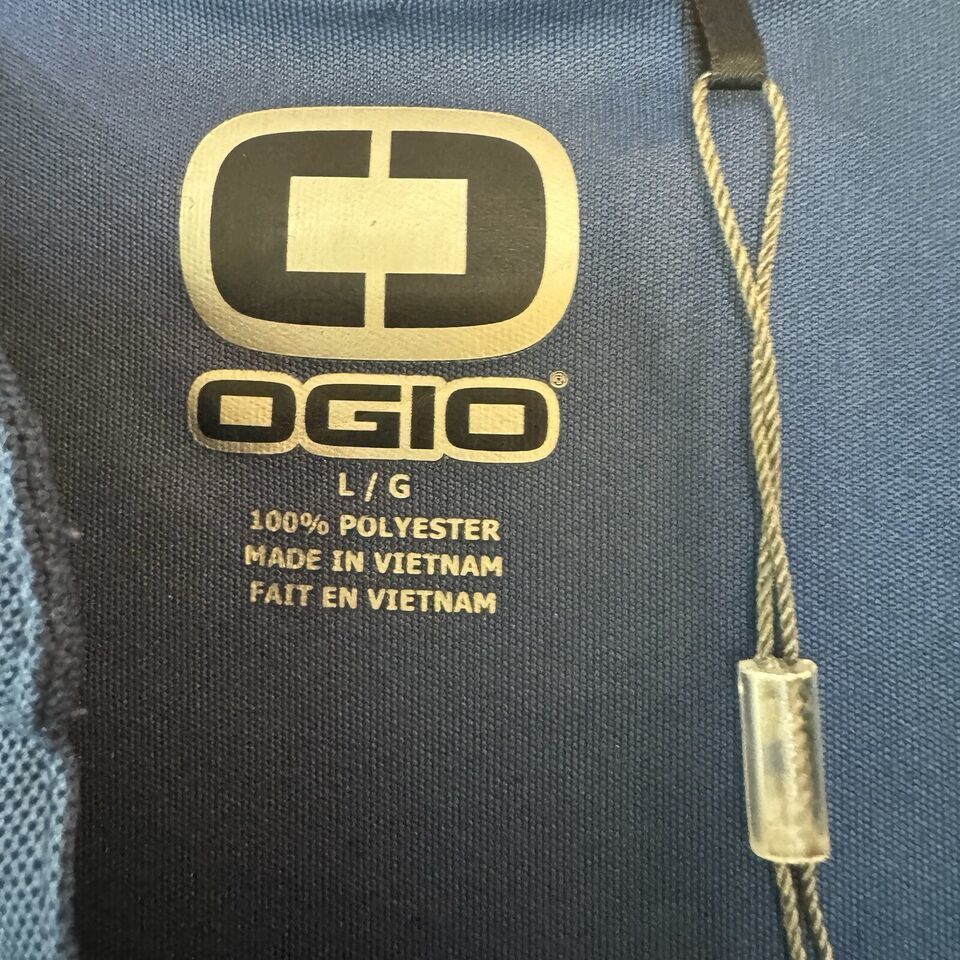 OGIO®
L / G
100% POLYESTER
MADE IN VIETNAM
FAIT EN VIETNAM